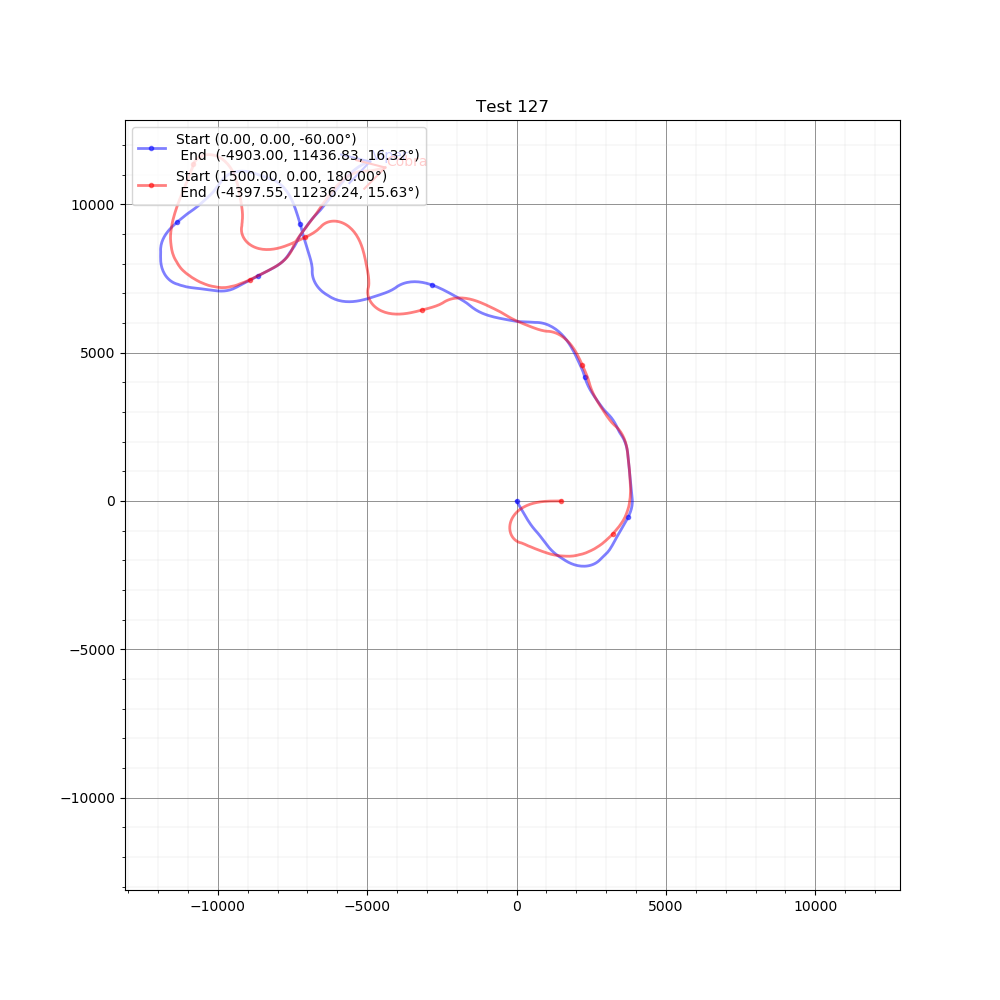 Test 127
Start (0.00, 0.00, -60.00°)
End (-4903.00, 11436.83, 16.32°)
Start (1500.00, 0.00, 180.00°)
End (-4397.55, 11236.24, 15.63°)
Cobra
10000
5000
0
−5000
−10000
−10000
−5000
0
5000
10000